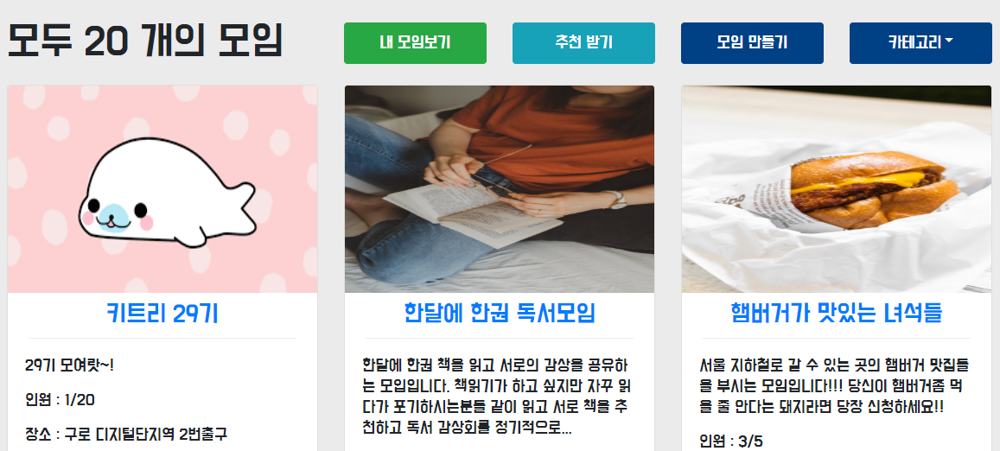 모두 20 개의 모임
내 모임보기
추천 받기
모임 만들기
카테고리
키트리 29기
29기 모여랏~!
인원 : 1/20
장소 : 구로 디지털단지역 2번출구
한달에 한권 독서모임
한달에 한권 책을 읽고 서로의 감상을 공유하
는 모임입니다. 책읽기가 하고 싶지만 자꾸 읽
다가 포기하시는분들 같이 읽고 서로 책을 추
천하고 독서 감상회를 정기적으로...
햄버거가 맛있는 녀석들
서울 지하철로 갈 수 있는 곳의 햄버거 맛집들
을 부시는 모임입니다!!! 당신이 햄버거좀 먹
을 줄 안다는 돼지라면 당장 신청하세요!!
인원 : 3/5